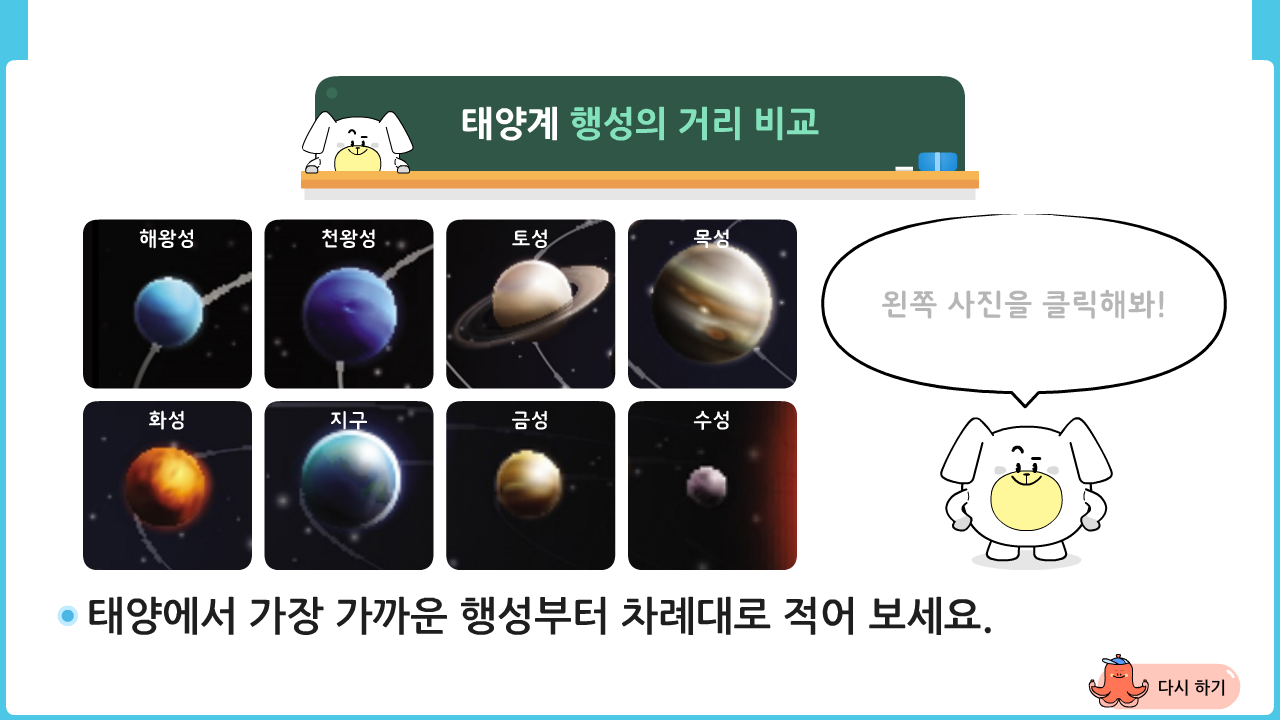 태양계 행성의 거리 비교
해왕성
천왕성
토성
목성
왼쪽 사진을 클릭해봐!
화성
지구
금성
수성
태양에서 가장 가까운 행성부터 차례대로 적어 보세요.
다시 하기